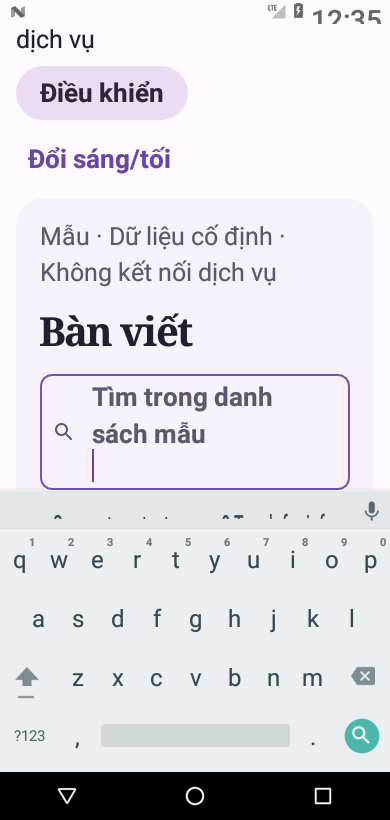 LTE 12:35
dịch vụ
Điều khiển
Đổi sáng/tối
Mẫu · Dữ liệu cố định ·
Không kết nối dịch vụ
Bàn viết
Tìm trong danh
sách mẫu
1 2 3 4 5 6 7 8 9 0
q w e r t y u i o p
a s d f g h j k l
z x c v b n m
?123 , .